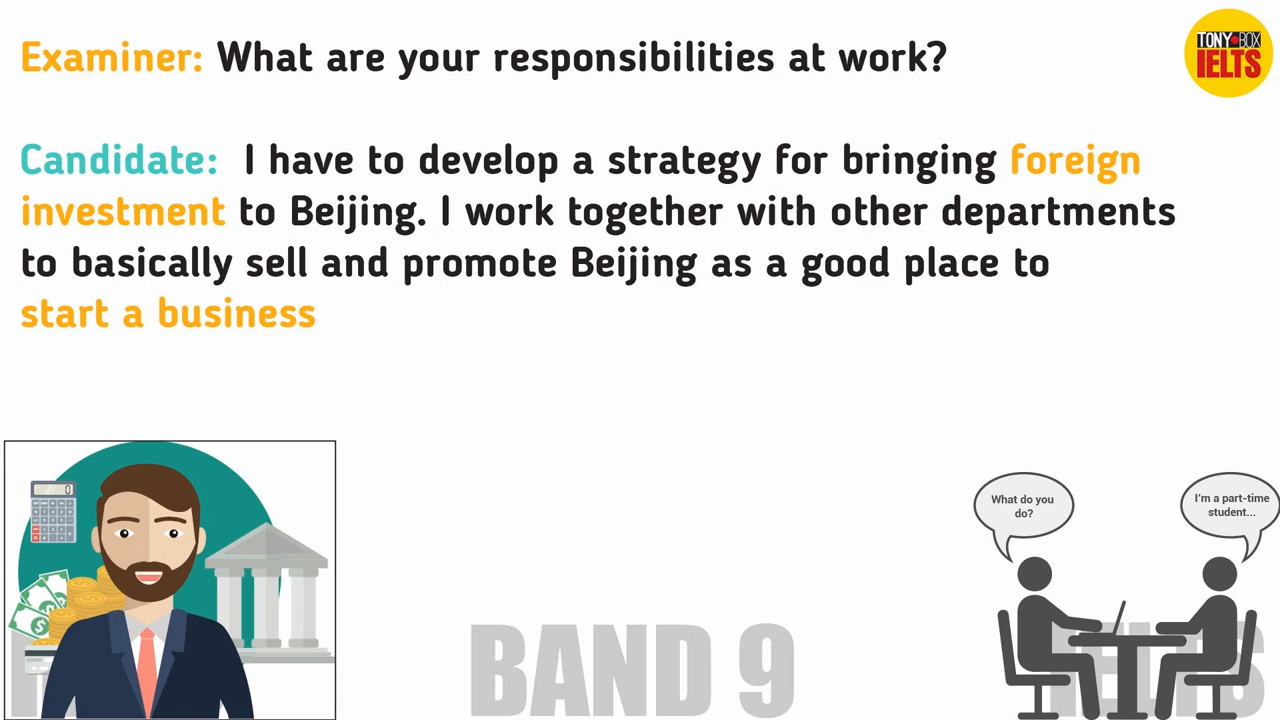 Examiner: What are your responsibilities at work?
TONY BOX
IELTS
Candidate: I have to develop a strategy for bringing foreign
investment to Beijing. I work together with other departments
to basically sell and promote Beijing as a good place to
start a business
0
What do you
do?
I'm a part-time
student...
BAND 9
IELTS